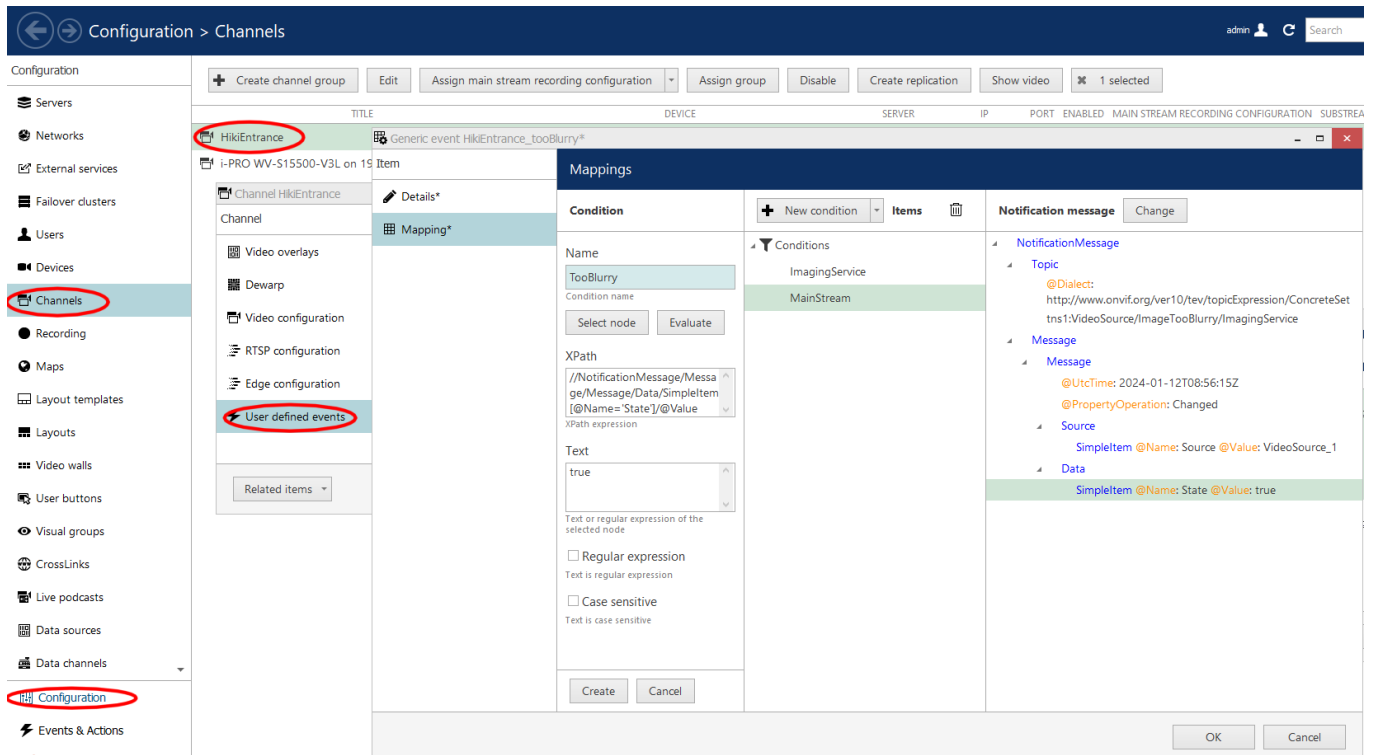 Configuration > Channels
admin
Search
Configuration
Servers
Networks
External services
Failover clusters
Users
Devices
Channels
Recording
Maps
Layout templates
Layouts
Video walls
User buttons
Visual groups
CrossLinks
Live podcasts
Data sources
Data channels
Configuration
Events & Actions
Create channel group
Edit
Assign main stream recording configuration
Assign group
Disable
Create replication
Show video
1 selected
TITLE DEVICE SERVER IP PORT ENABLED MAIN STREAM RECORDING CONFIGURATION SUBSTREA
HikiEntrance
i-PRO WV-S15500-V3L on 19
Channel HikiEntrance
Channel
Video overlays
Dewarp
Video configuration
RTSP configuration
Edge configuration
User defined events
Related items
Generic event HikiEntrance_tooBlurry*
Item
Details*
Mapping*
Mappings
Condition
Name
TooBlurry
Condition name
Select node
Evaluate
XPath
//NotificationMessage/Messa
ge/Message/Data/SimpleItem
[@Name='State']/@Value
XPath expression
Text
true
Text or regular expression of the
selected node
Regular expression
Text is regular expression
Case sensitive
Text is case sensitive
Create
Cancel
New condition
Items
Conditions
ImagingService
MainStream
Notification message
Change
NotificationMessage
Topic
@Dialect:
http://www.onvif.org/ver10/tev/topicExpression/ConcreteSet
tns1:VideoSource/ImageTooBlurry/ImagingService
Message
Message
@UtcTime: 2024-01-12T08:56:15Z
@PropertyOperation: Changed
Source
SimpleItem @Name: Source @Value: VideoSource_1
Data
SimpleItem @Name: State @Value: true
OK
Cancel